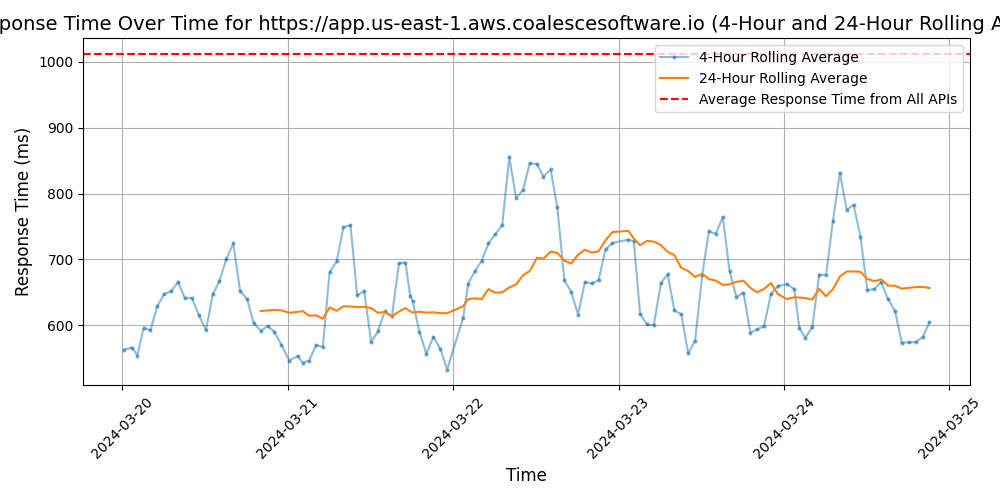 ponse Time Over Time for https://app.us-east-1.aws.coalescesoftware.io (4-Hour and 24-Hour Rolling A
4-Hour Rolling Average
24-Hour Rolling Average
Average Response Time from All APIs
Response Time (ms)
1000
900
800
700
600
2024-03-20
2024-03-21
2024-03-22
2024-03-23
2024-03-24
2024-03-25
Time